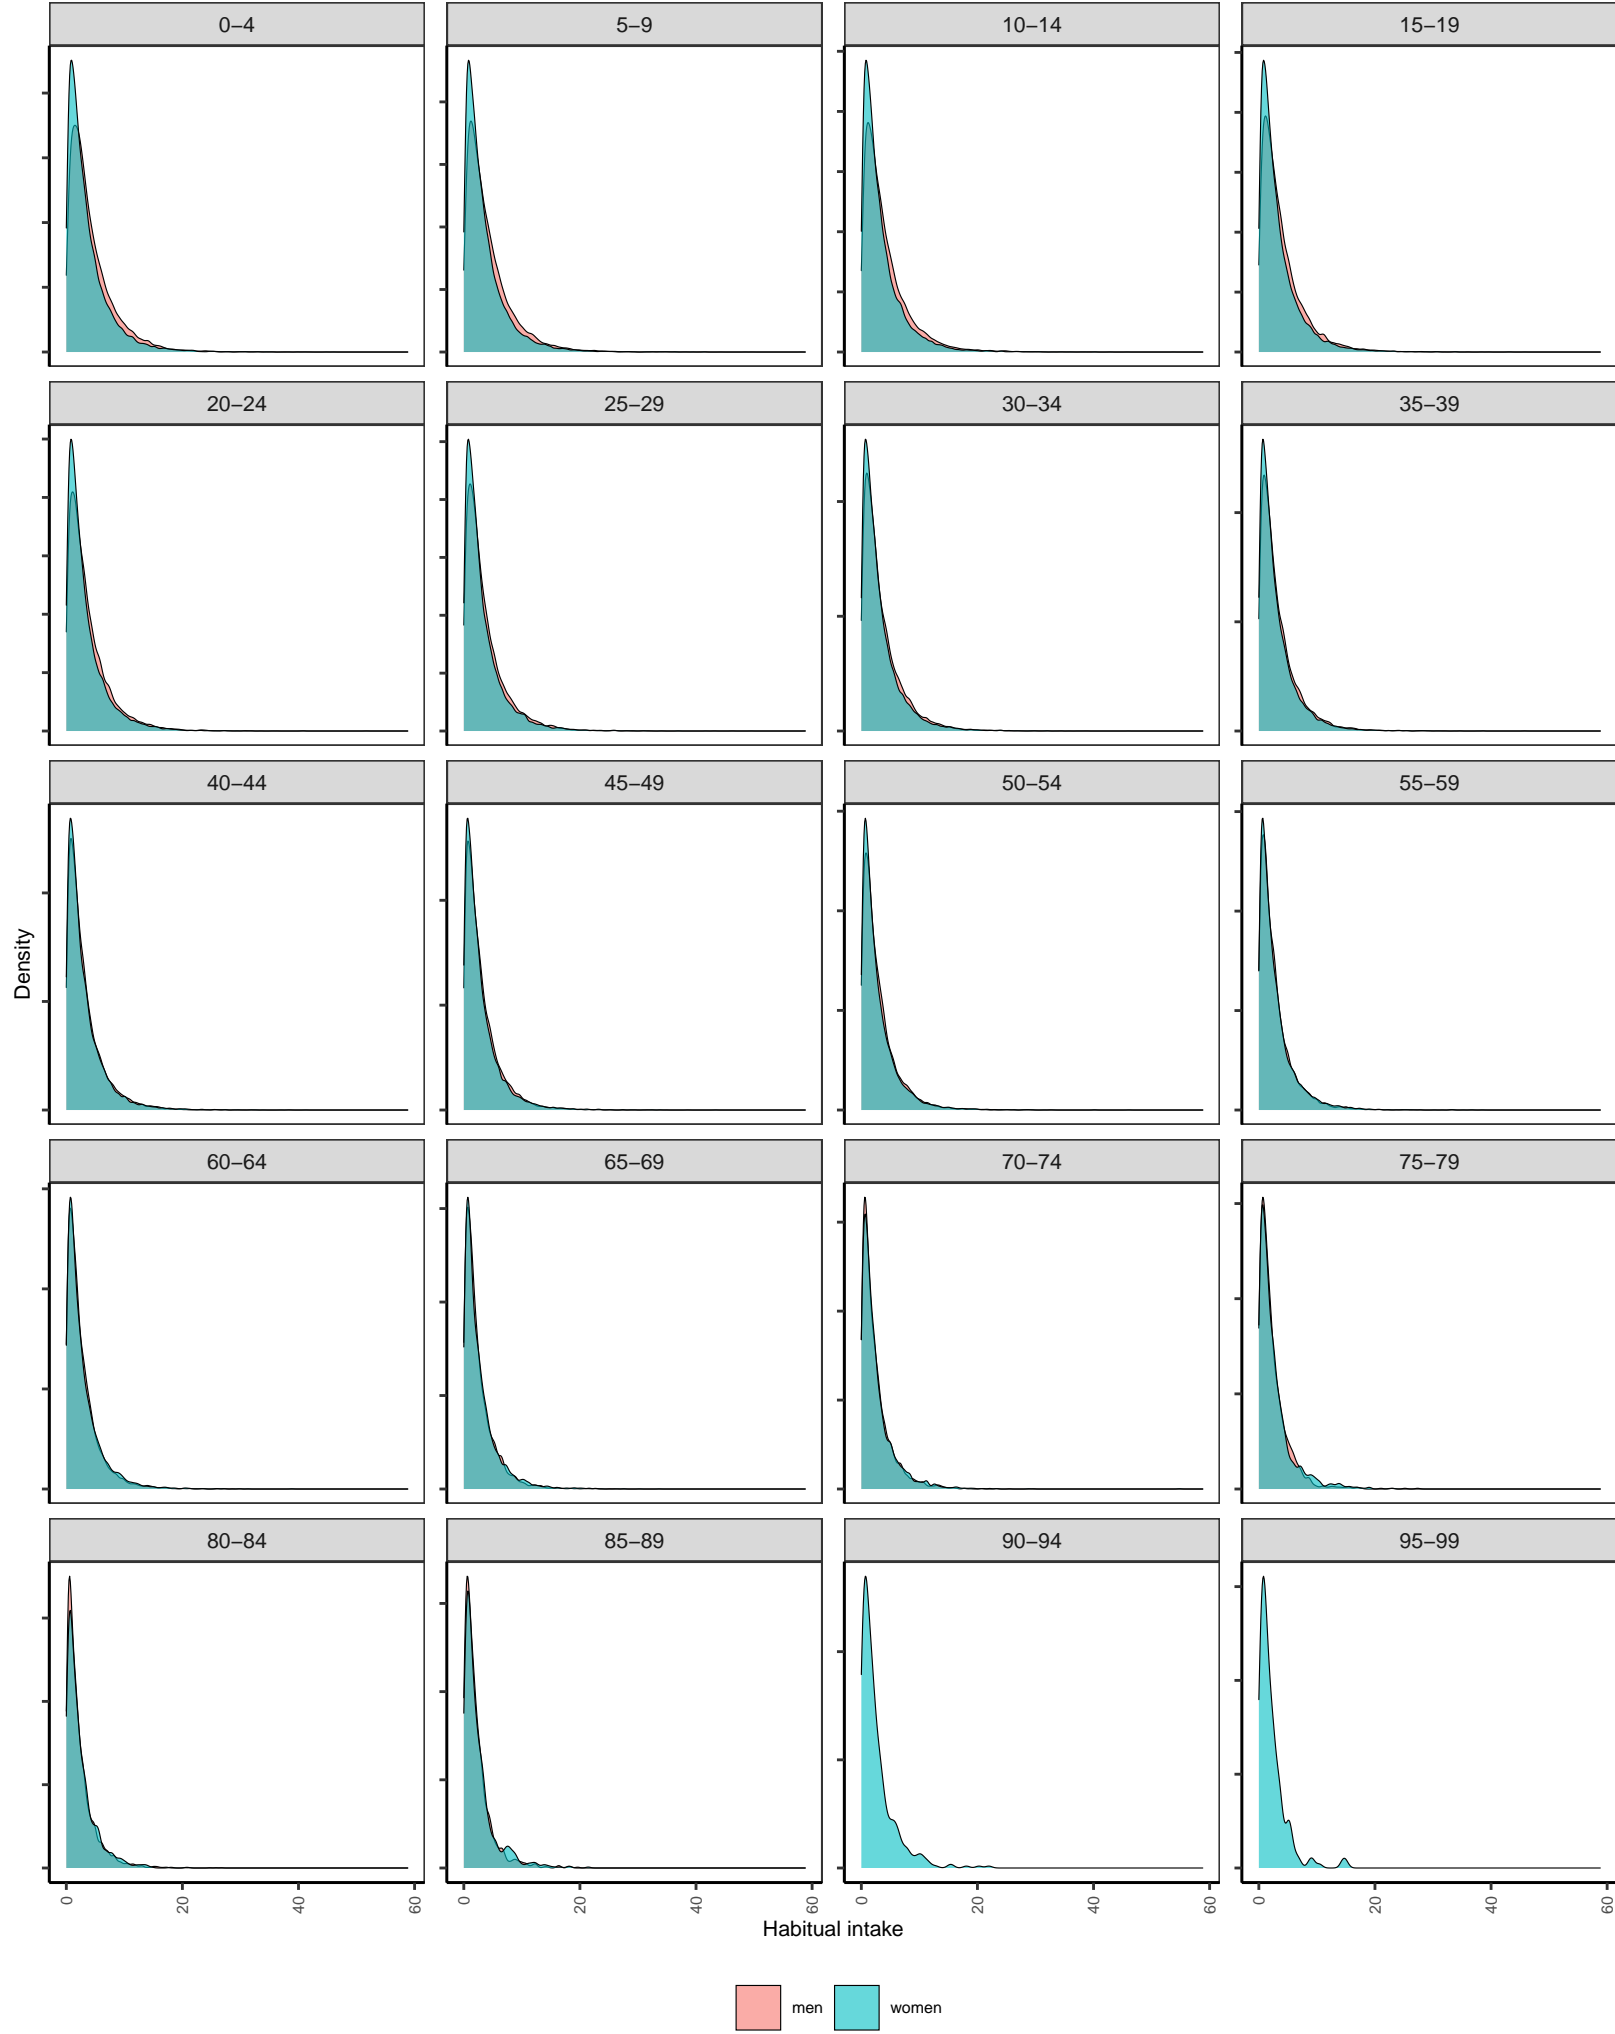 0–4 5–9 10–14 15–19
20–24 25–29 30–34 35–39
40–44 45–49 50–54 55–59
Density
60–64 65–69 70–74 75–79
80–84 85–89 90–94 95–99
0 20 40 60 0 20 40 60 0 20 40 60 0 20 40 60
Habitual intake
men women